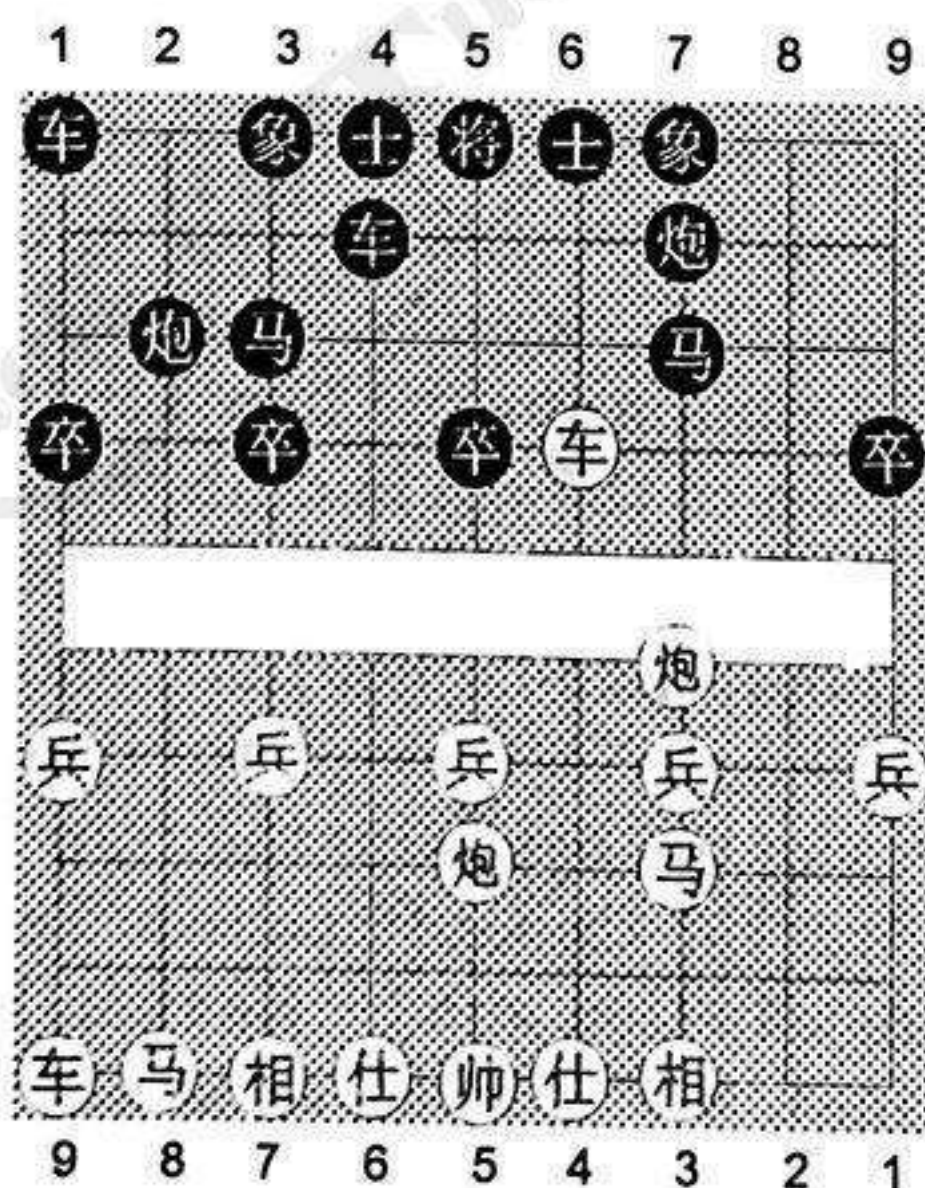 1 2 3 4 5 6 7 8 9
车 象 士 将 士 象
车 炮
炮 马 马
卒 卒 卒 车 卒
炮
兵 兵 兵 兵 兵
炮 马
车 马 相 仕 帅 仕 相
9 8 7 6 5 4 3 2 1